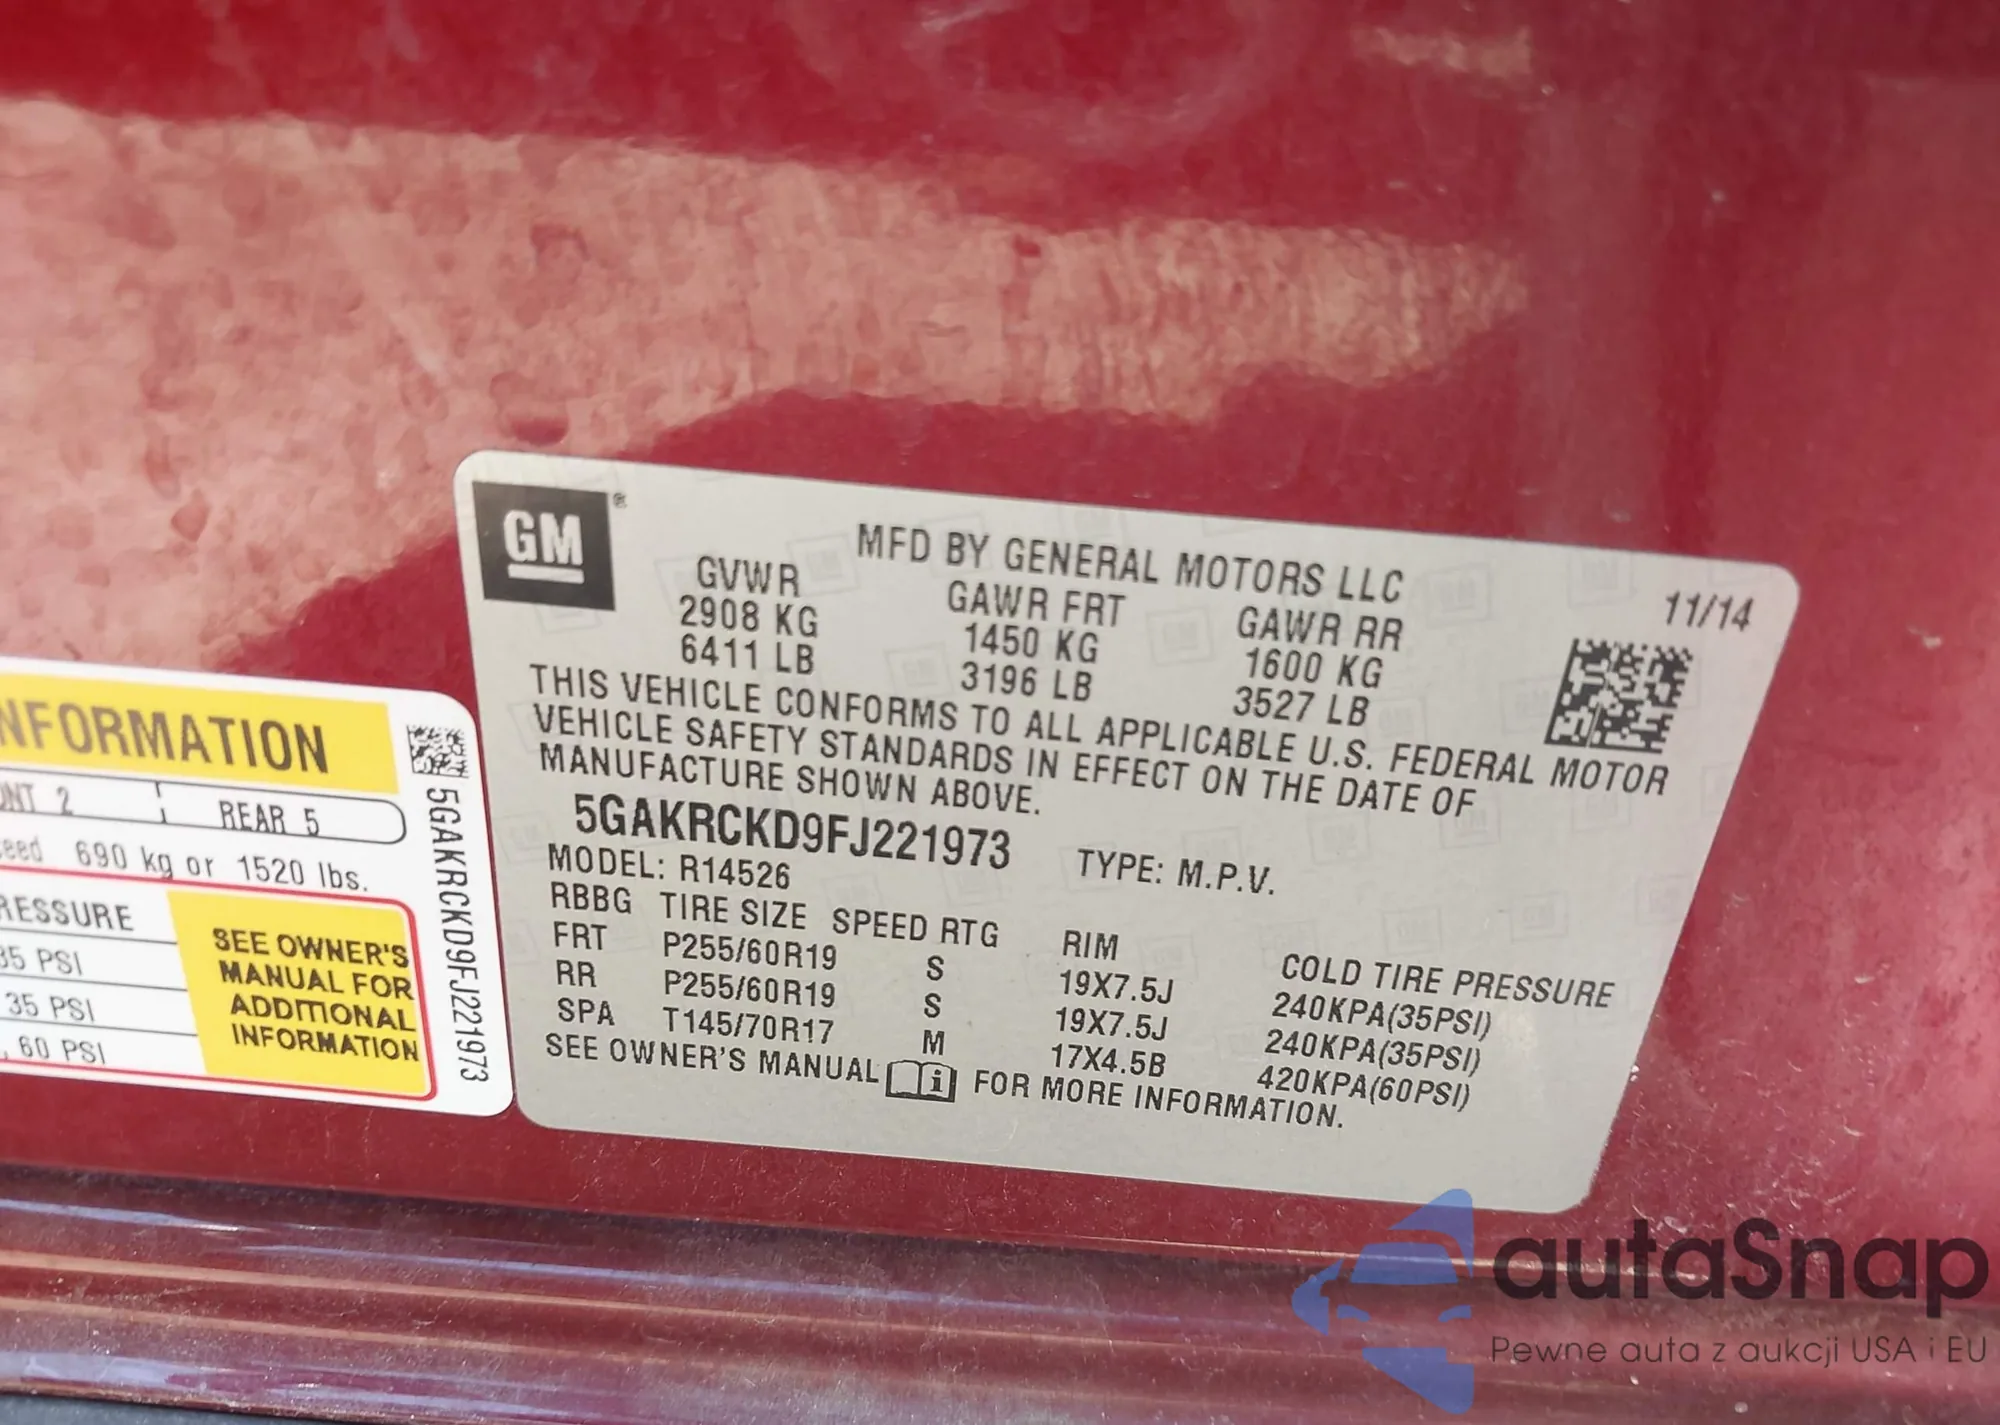 GM ®
MFD BY GENERAL MOTORS LLC
11/14
GVWR GAWR FRT GAWR RR
2908 KG 1450 KG 1600 KG
6411 LB 3196 LB 3527 LB
THIS VEHICLE CONFORMS TO ALL APPLICABLE U.S. FEDERAL MOTOR
VEHICLE SAFETY STANDARDS IN EFFECT ON THE DATE OF
MANUFACTURE SHOWN ABOVE.
5GAKRCKD9FJ221973 TYPE: M.P.V.
MODEL: R14526
RBBG TIRE SIZE SPEED RTG RIM COLD TIRE PRESSURE
FRT P255/60R19 S 19X7.5J 240KPA(35PSI)
RR P255/60R19 S 19X7.5J 240KPA(35PSI)
SPA T145/70R17 M 17X4.5B 420KPA(60PSI)
SEE OWNER'S MANUAL FOR MORE INFORMATION.
NFORMATION
NT 2 REAR 5
eed 690 kg or 1520 lbs.
RESSURE
35 PSI
35 PSI
, 60 PSI
SEE OWNER'S
MANUAL FOR
ADDITIONAL
INFORMATION
5GAKRCKD9FJ221973
autaSnap
Pewne auta z aukcji USA i EU